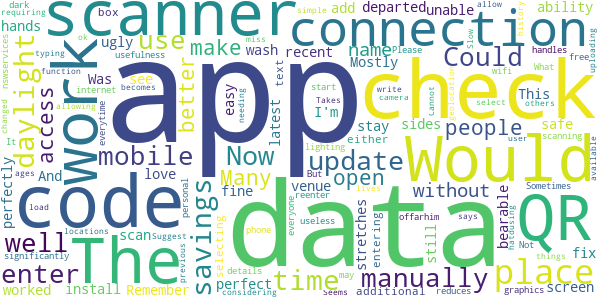 dark
requiring
scanner
box
hands
ugly
use
make
add
departed
wash
recent
unable
ability
connection
simple
allow
Slow
history
uploading
typing
ok
miss
nswservices
function
usefulness
Mostly
name
Could
Please
changed
internet
becomes
see
text
start
free
What
allowing
Was
app
check
daylight
access
better
easy
latest
I'm
Takes
write
camera
wifi
handles
others
work
everytime
needing
stay
sides
cannot
select
geolocation
It
This
safe
available
mobile
Now
update
either
people
user
scanning
And
love
Many
open
lighting
But
without
Would
perfectly
ages
load
personal
fine
venue
lives
code
data
QR
everyone
reenter
stretches
offarhim
says
entering
bearable
hatdusing
Sometimes
Not
well
The
savings
selecting
phone
useless
still
fix
locations
Suggest
scan
previous
time
manually
place
things
enter
significantly
perfect
details
may
screen
worked
install
Remember
considering
Seems
additional
reduces
graphics